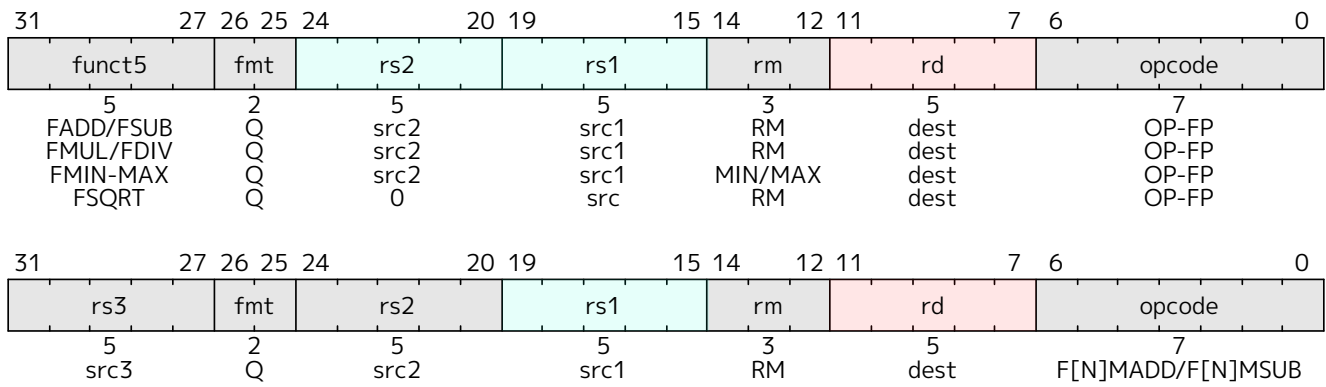 31 27 26 25 24 20 19 15 14 12 11 7 6 0
funct5 fmt rs2 rs1 rm rd opcode
5 2 5 5 3 5 7
FADD/FSUB Q src2 src1 RM dest OP-FP
FMUL/FDIV Q src2 src1 RM dest OP-FP
FMIN-MAX Q src2 src1 MIN/MAX dest OP-FP
FSQRT Q 0 src RM dest OP-FP
31 27 26 25 24 20 19 15 14 12 11 7 6 0
rs3 fmt rs2 rs1 rm rd opcode
5 2 5 5 3 5 7
src3 Q src2 src1 RM dest F[N]MADD/F[N]MSUB